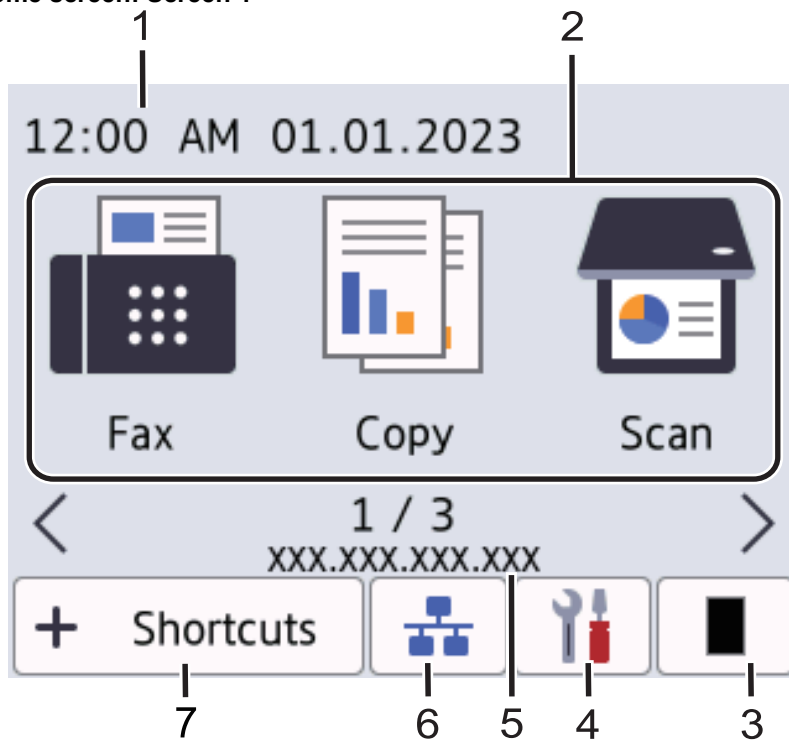 1 2
12:00 AM 01.01.2023
Fax Copy Scan
1 / 3
XXX.XXX.XXX.XXX
+ Shortcuts
7 6 5 4 3